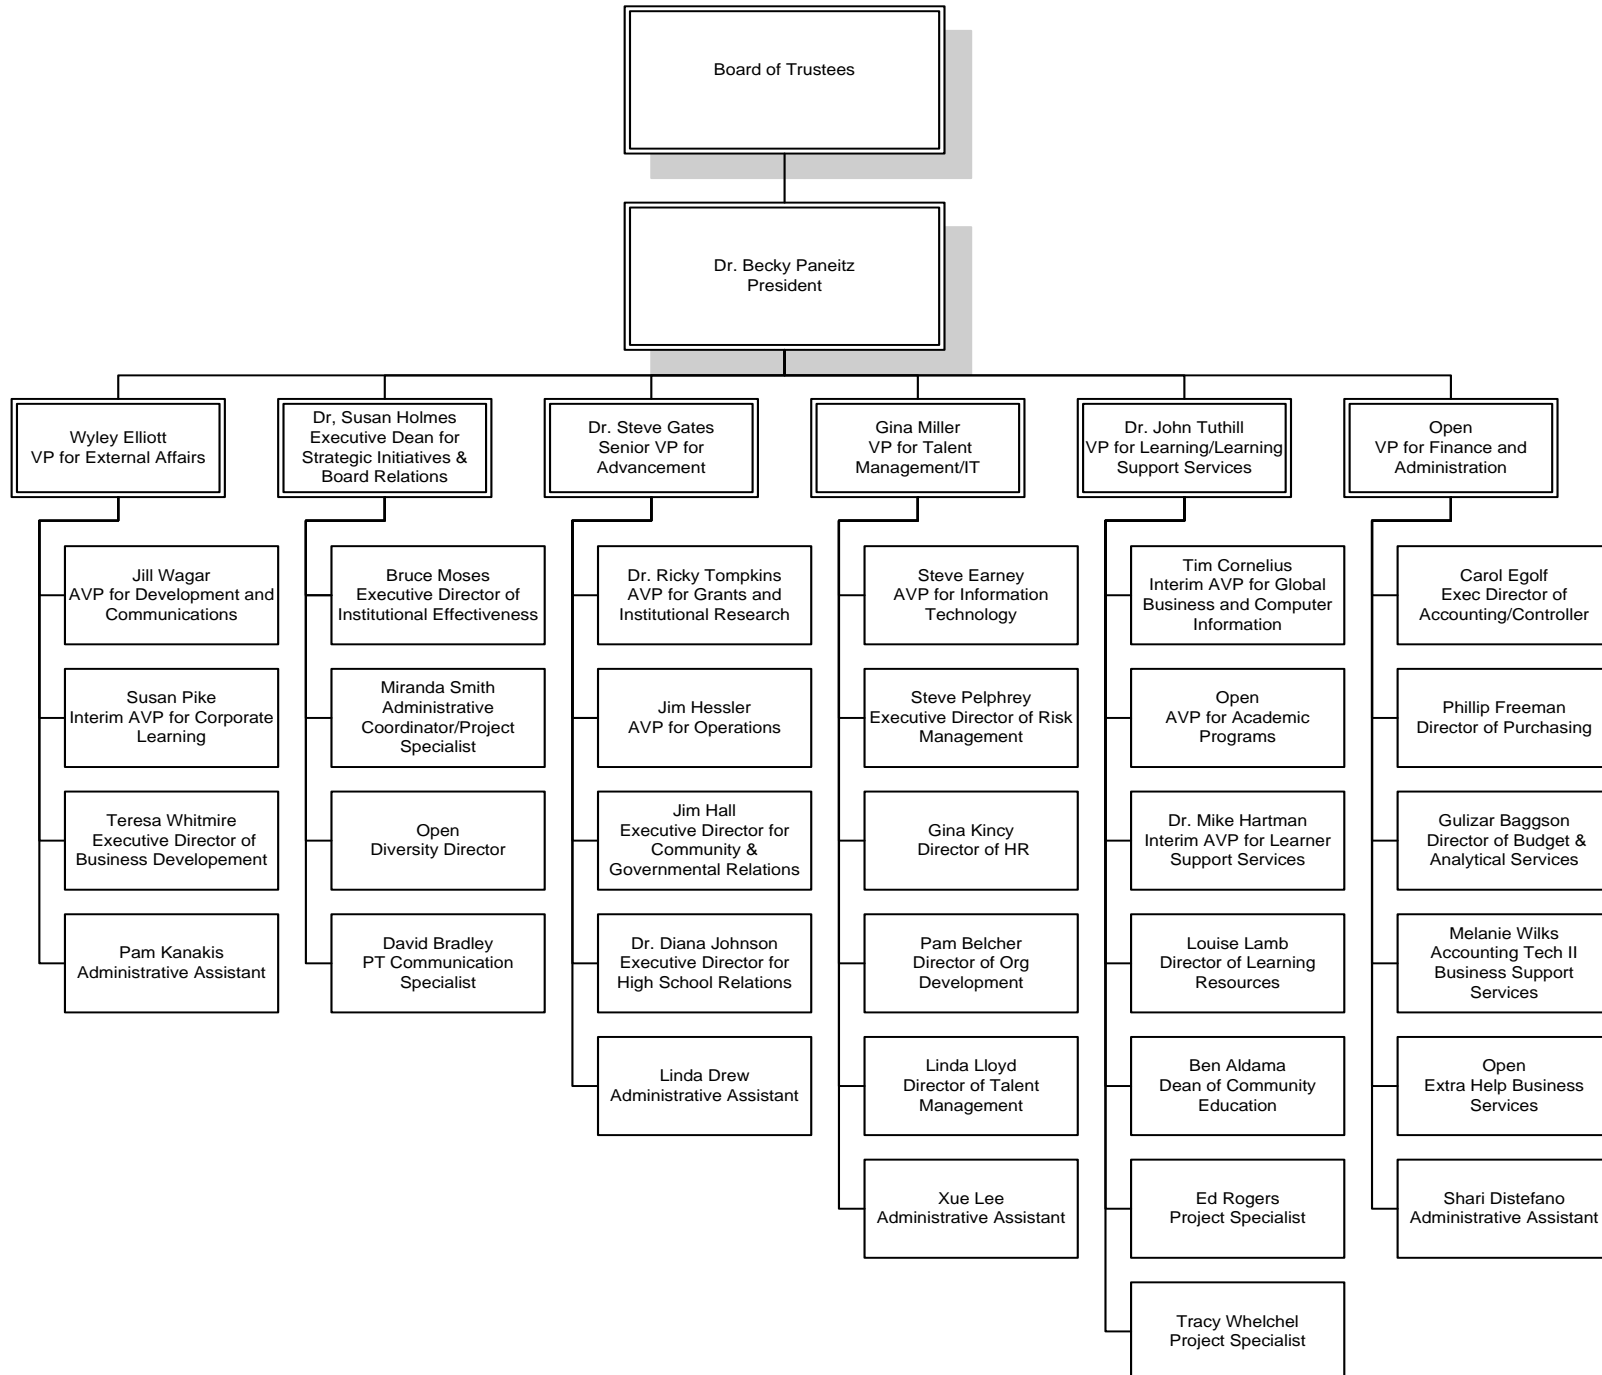 Board of Trustees
Dr. Becky Paneitz
President
Wyley Elliott
VP for External Affairs
Dr, Susan Holmes
Executive Dean for
Strategic Initiatives &
Board Relations
Dr. Steve Gates
Senior VP for
Advancement
Gina Miller
VP for Talent
Management/IT
Dr. John Tuthill
VP for Learning/Learning
Support Services
Open
VP for Finance and
Administration
Jill Wagar
AVP for Development and
Communications
Susan Pike
Interim AVP for Corporate
Learning
Teresa Whitmire
Executive Director of
Business Developement
Pam Kanakis
Administrative Assistant
Bruce Moses
Executive Director of
Institutional Effectiveness
Miranda Smith
Administrative
Coordinator/Project
Specialist
Open
Diversity Director
David Bradley
PT Communication
Specialist
Dr. Ricky Tompkins
AVP for Grants and
Institutional Research
Jim Hessler
AVP for Operations
Jim Hall
Executive Director for
Community &
Governmental Relations
Dr. Diana Johnson
Executive Director for
High School Relations
Linda Drew
Administrative Assistant
Steve Earney
AVP for Information
Technology
Steve Pelphrey
Executive Director of Risk
Management
Gina Kincy
Director of HR
Pam Belcher
Director of Org
Development
Linda Lloyd
Director of Talent
Management
Xue Lee
Administrative Assistant
Tim Cornelius
Interim AVP for Global
Business and Computer
Information
Open
AVP for Academic
Programs
Dr. Mike Hartman
Interim AVP for Learner
Support Services
Louise Lamb
Director of Learning
Resources
Ben Aldama
Dean of Community
Education
Ed Rogers
Project Specialist
Tracy Whelchel
Project Specialist
Carol Egolf
Exec Director of
Accounting/Controller
Phillip Freeman
Director of Purchasing
Gulizar Baggson
Director of Budget &
Analytical Services
Melanie Wilks
Accounting Tech II
Business Support
Services
Open
Extra Help Business
Services
Shari Distefano
Administrative Assistant